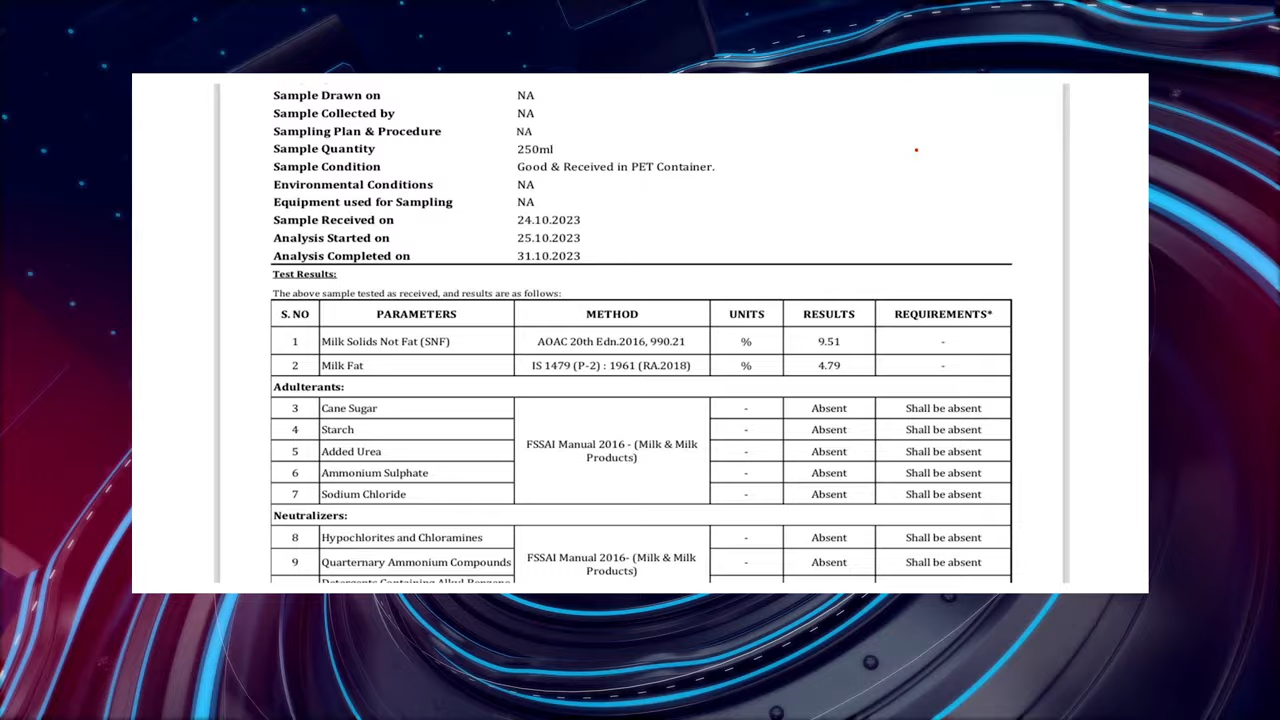 Sample Drawn on NA
Sample Collected by NA
Sampling Plan & Procedure NA
Sample Quantity 250ml
Sample Condition Good & Received in PET Container.
Environmental Conditions NA
Equipment used for Sampling NA
Sample Received on 24.10.2023
Analysis Started on 25.10.2023
Analysis Completed on 31.10.2023
Test Results:
The above sample tested as received, and results are as follows:
S. NO PARAMETERS METHOD UNITS RESULTS REQUIREMENTS*
1 Milk Solids Not Fat (SNF) AOAC 20th Edn.2016, 990.21 % 9.51 -
2 Milk Fat IS 1479 (P-2) : 1961 (RA.2018) % 4.79 -
Adulterants:
3 Cane Sugar - Absent Shall be absent
4 Starch - Absent Shall be absent
FSSAI Manual 2016 - (Milk & Milk
Products)
5 Added Urea - Absent Shall be absent
6 Ammonium Sulphate - Absent Shall be absent
7 Sodium Chloride - Absent Shall be absent
Neutralizers:
8 Hypochlorites and Chloramines - Absent Shall be absent
FSSAI Manual 2016- (Milk & Milk
Products)
9 Quarternary Ammonium Compounds - Absent Shall be absent
Detergents Containing Alkyl Benzene